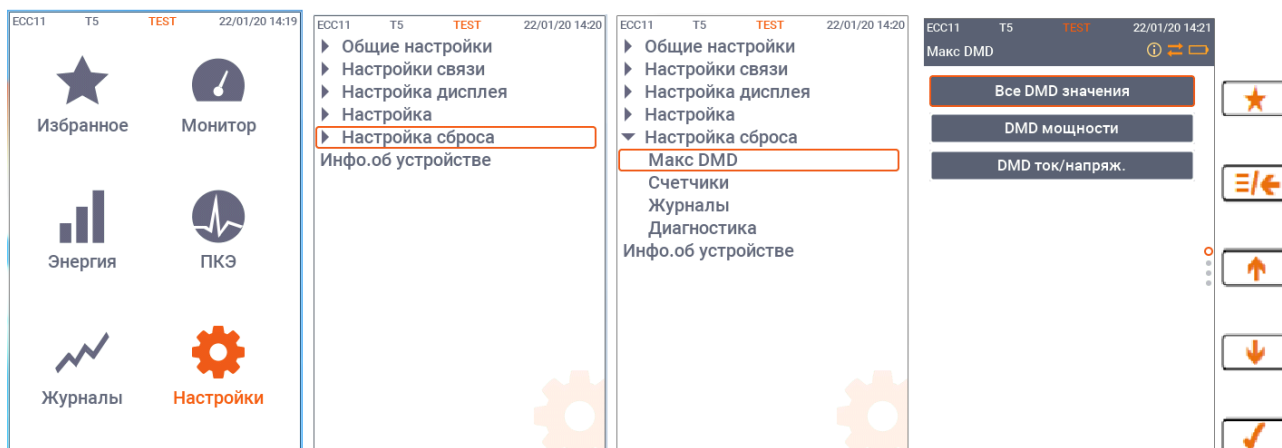 ECC11 T5 TEST 22/01/20 14:19
Избранное Монитор
Энергия ПКЭ
Журналы Настройки
ECC11 T5 TEST 22/01/20 14:20
Общие настройки
Настройки связи
Настройка дисплея
Настройка
Настройка сброса
Инфо.об устройстве
ECC11 T5 TEST 22/01/20 14:20
Общие настройки
Настройки связи
Настройка дисплея
Настройка
Настройка сброса
Макс DMD
Счетчики
Журналы
Диагностика
Инфо.об устройстве
ECC11 T5 TEST 22/01/20 14:21
Макс DMD
Все DMD значения
DMD мощности
DMD ток/напряж.